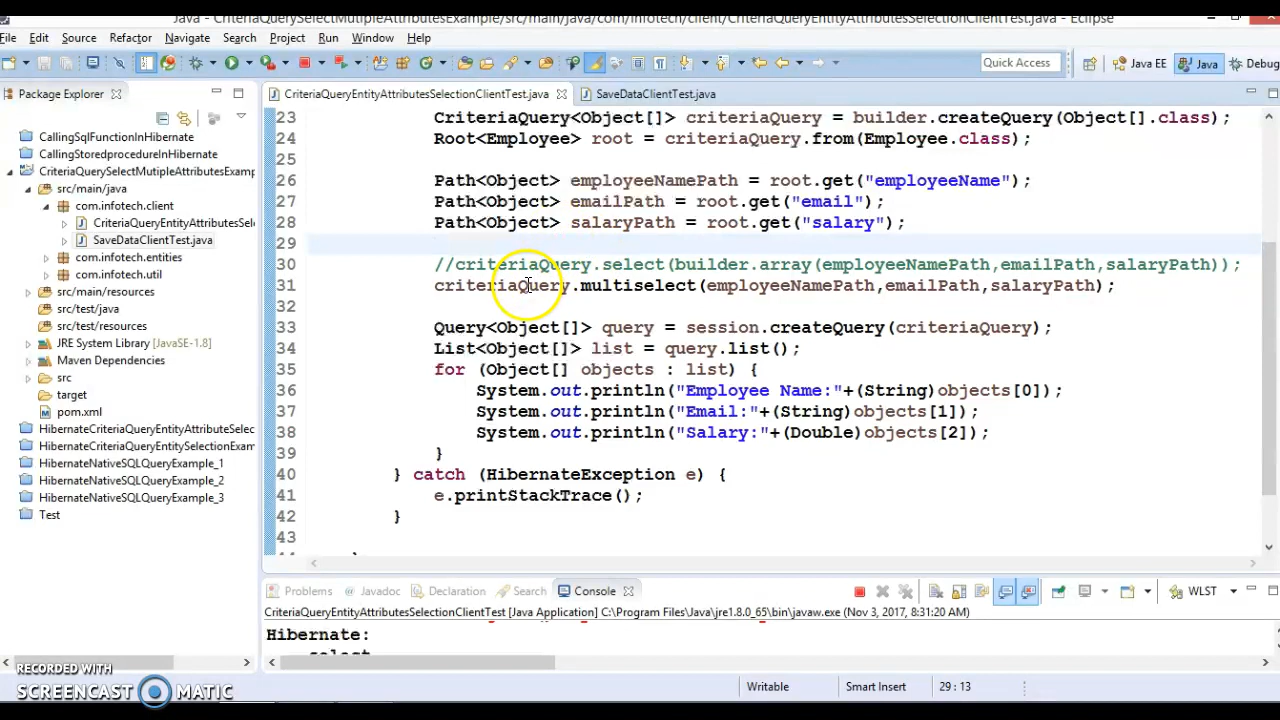 Java - CriteriaQuerySelectMutipleAttributesExample/src/main/java/com/infotech/client/CriteriaQueryEntityAttributesSelectionClientTest.java - Eclipse
File Edit Source Refactor Navigate Search Project Run Window Help
Quick Access Java EE Java Debug
Package Explorer
CriteriaQueryEntityAttributesSelectionClientTest.java SaveDataClientTest.java
CallingSqlFunctionInHibernate
CallingStoredprocedureInHibernate
CriteriaQuerySelectMutipleAttributesExamp
src/main/java
com.infotech.client
CriteriaQueryEntityAttributesSel
SaveDataClientTest.java
com.infotech.entities
com.infotech.util
src/main/resources
src/test/java
src/test/resources
JRE System Library [JavaSE-1.8]
Maven Dependencies
src
target
pom.xml
HibernateCriteriaQueryEntityAttributeSelec
HibernateCriteriaQueryEntitySelectionExam
HibernateNativeSQLQueryExample_1
HibernateNativeSQLQueryExample_2
HibernateNativeSQLQueryExample_3
Test
23 CriteriaQuery<Object[]> criteriaQuery = builder.createQuery(Object[].class);
24 Root<Employee> root = criteriaQuery.from(Employee.class);
25
26 Path<Object> employeeNamePath = root.get("employeeName");
27 Path<Object> emailPath = root.get("email");
28 Path<Object> salaryPath = root.get("salary");
29
30 //criteriaQuery.select(builder.array(employeeNamePath,emailPath,salaryPath));
31 criteriaQuery.multiselect(employeeNamePath,emailPath,salaryPath);
32
33 Query<Object[]> query = session.createQuery(criteriaQuery);
34 List<Object[]> list = query.list();
35 for (Object[] objects : list) {
36 System.out.println("Employee Name:"+(String)objects[0]);
37 System.out.println("Email:"+(String)objects[1]);
38 System.out.println("Salary:"+(Double)objects[2]);
39 }
40 } catch (HibernateException e) {
41 e.printStackTrace();
42 }
43
Problems Javadoc Declaration Search Console WLST
CriteriaQueryEntityAttributesSelectionClientTest [Java Application] C:\Program Files\Java\jre1.8.0_65\bin\javaw.exe (Nov 3, 2017, 8:31:20 AM)
Hibernate:
select
Writable Smart Insert 29 : 13
RECORDED WITH
SCREENCAST MATIC